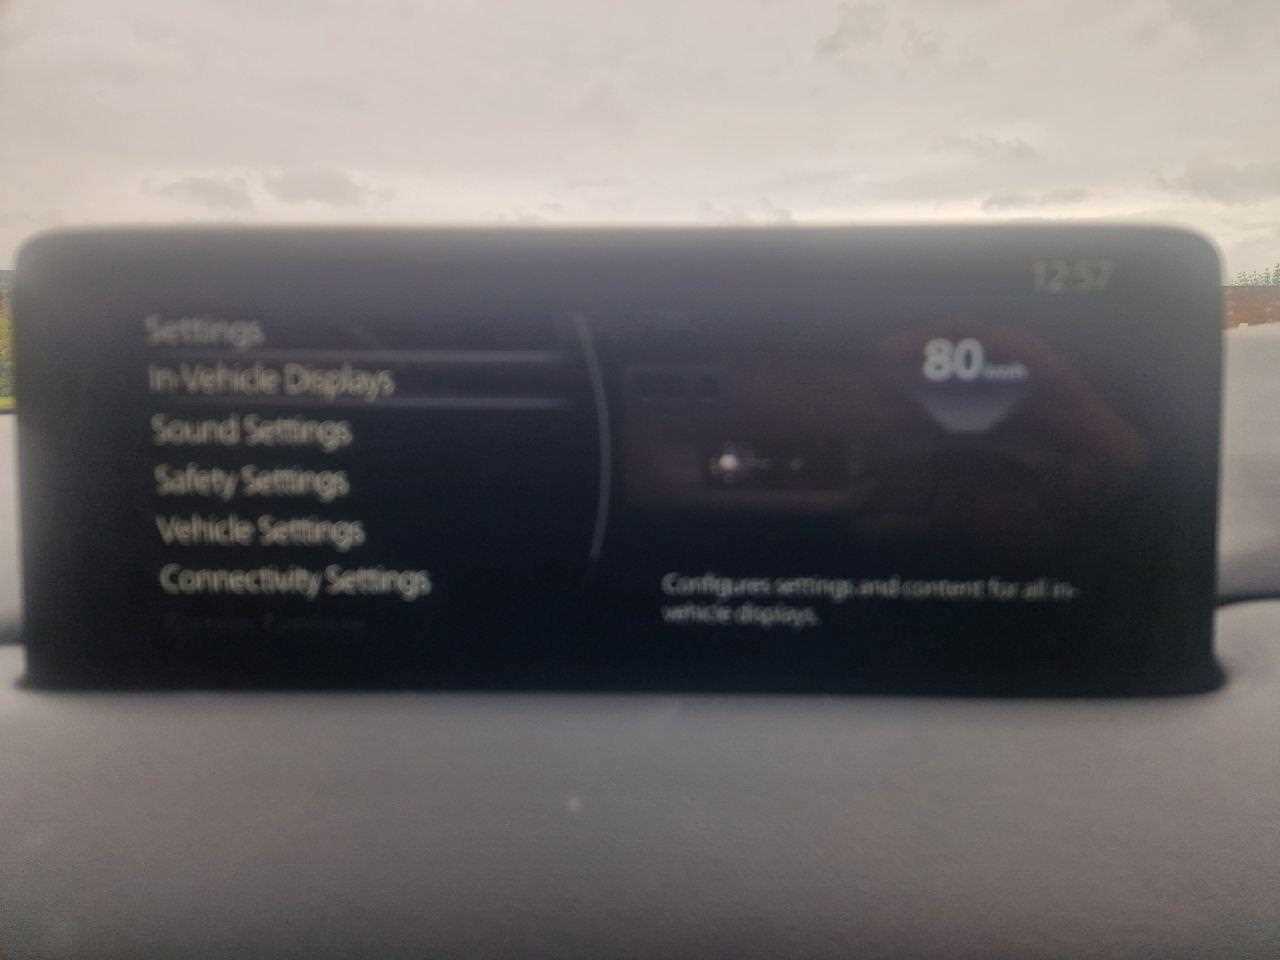 12:57
Settings
In-Vehicle Displays
Sound Settings
Safety Settings
Vehicle Settings
Connectivity Settings
80 km/h
Configures settings and content for all in-
vehicle displays.